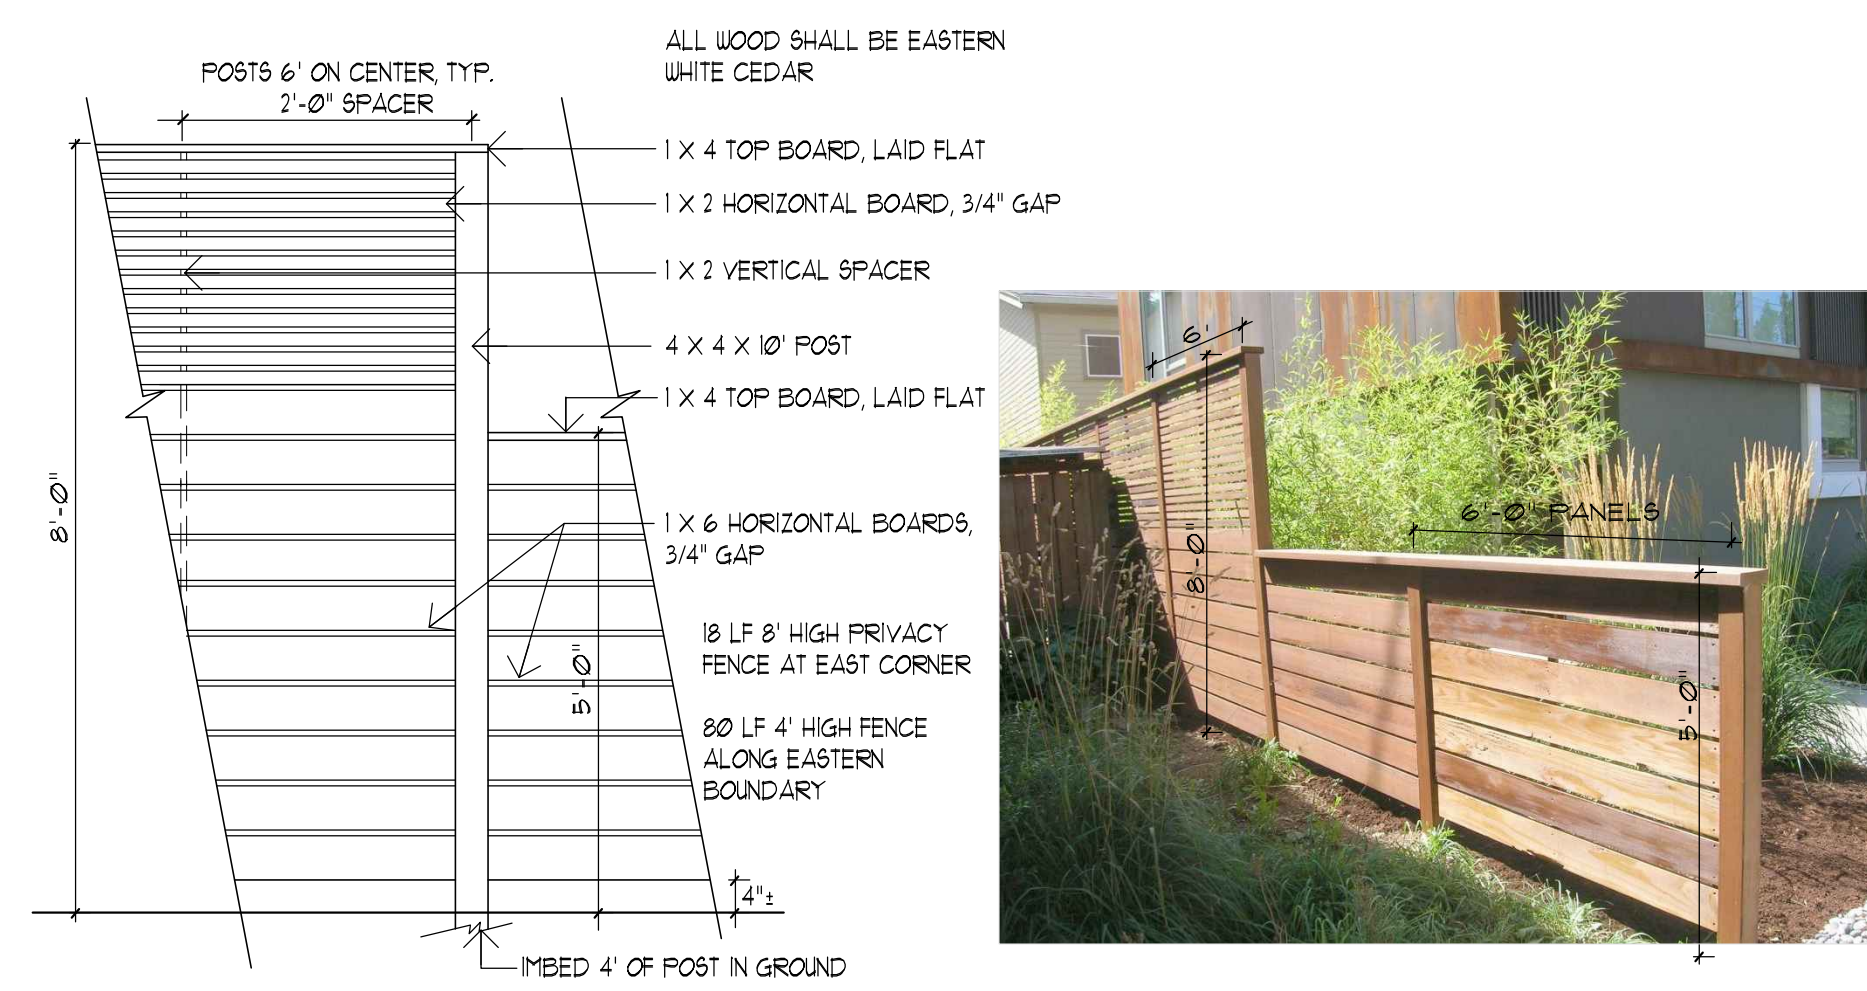 ALL WOOD SHALL BE EASTERN
WHITE CEDAR
POSTS 6' ON CENTER, TYP.
2'-0" SPACER
1 X 4 TOP BOARD, LAID FLAT
1 X 2 HORIZONTAL BOARD, 3/4" GAP
1 X 2 VERTICAL SPACER
4 X 4 X 10' POST
1 X 4 TOP BOARD, LAID FLAT
8'-0"
1 X 6 HORIZONTAL BOARDS,
3/4" GAP
5'-0"
18 LF 8' HIGH PRIVACY
FENCE AT EAST CORNER
80 LF 4' HIGH FENCE
ALONG EASTERN
BOUNDARY
4"±
IMBED 4' OF POST IN GROUND
6'
8'-0"
6'-0" PANELS
5'-0"